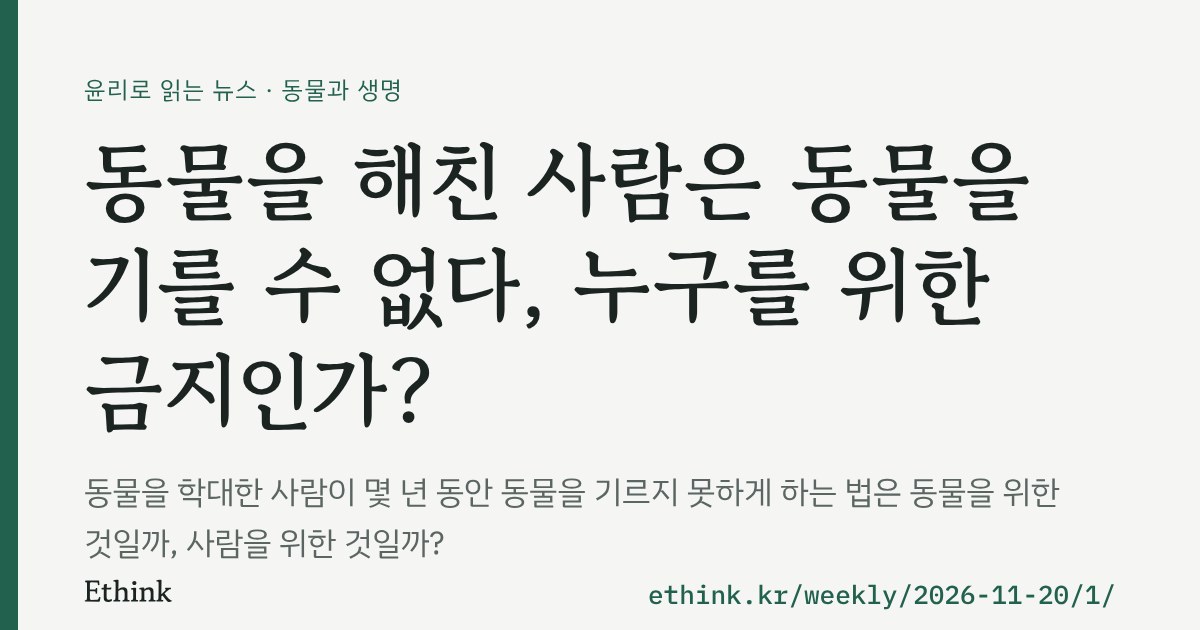 윤리로 읽는 뉴스 · 동물과 생명
동물을 해친 사람은 동물을
기를 수 없다, 누구를 위한
금지인가?
동물을 학대한 사람이 몇 년 동안 동물을 기르지 못하게 하는 법은 동물을 위한
것일까, 사람을 위한 것일까?
Ethink
ethink.kr/weekly/2026-11-20/1/